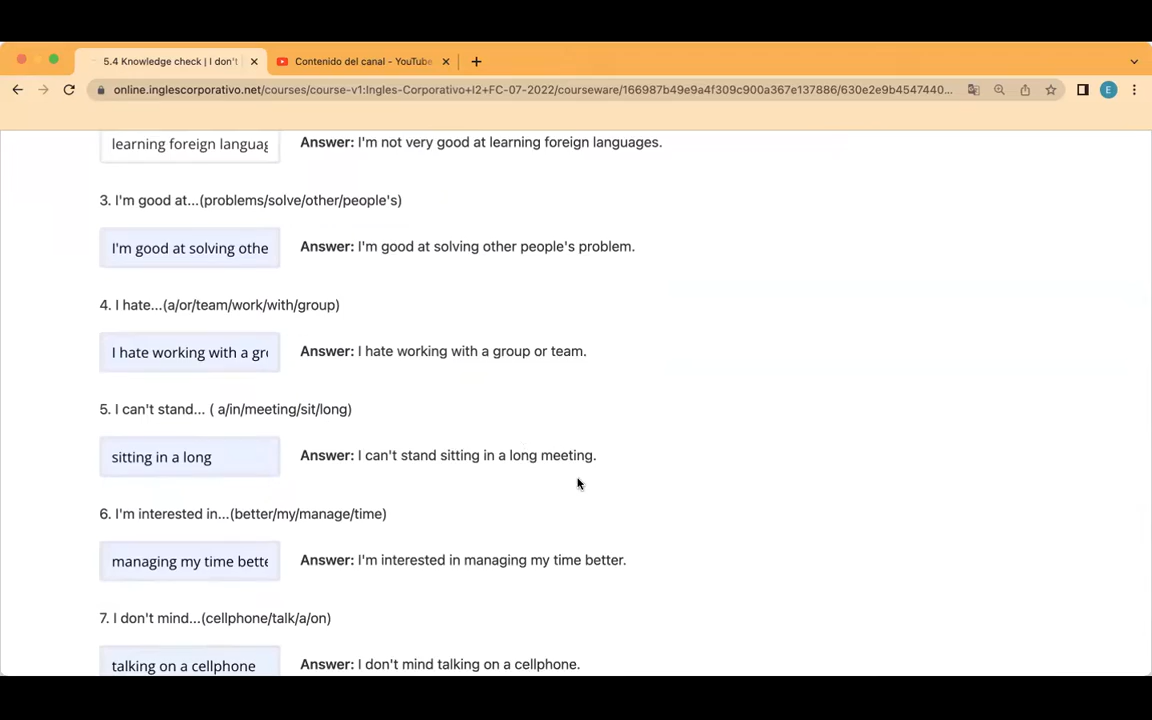 5.4 Knowledge check | I don't
Contenido del canal - YouTube
online.inglescorporativo.net/courses/course-v1:Ingles-Corporativo+I2+FC-07-2022/courseware/166987b49e9a4f309c900a367e137886/630e2e9b4547440...
E
learning foreign languag
Answer: I'm not very good at learning foreign languages.
3. I'm good at...(problems/solve/other/people's)
I'm good at solving othe
Answer: I'm good at solving other people's problem.
4. I hate...(a/or/team/work/with/group)
I hate working with a gro
Answer: I hate working with a group or team.
5. I can't stand... ( a/in/meeting/sit/long)
sitting in a long
Answer: I can't stand sitting in a long meeting.
6. I'm interested in...(better/my/manage/time)
managing my time bette
Answer: I'm interested in managing my time better.
7. I don't mind...(cellphone/talk/a/on)
talking on a cellphone
Answer: I don't mind talking on a cellphone.